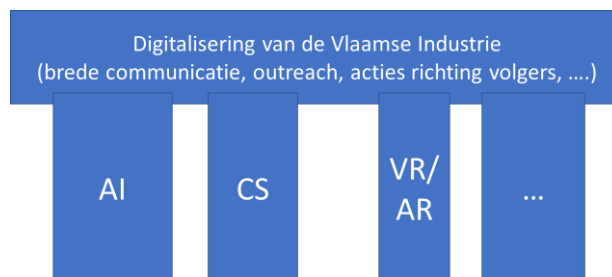 Digitalisering van de Vlaamse Industrie
(brede communicatie, outreach, acties richting volgers, ….)
AI
CS
VR/
AR
…